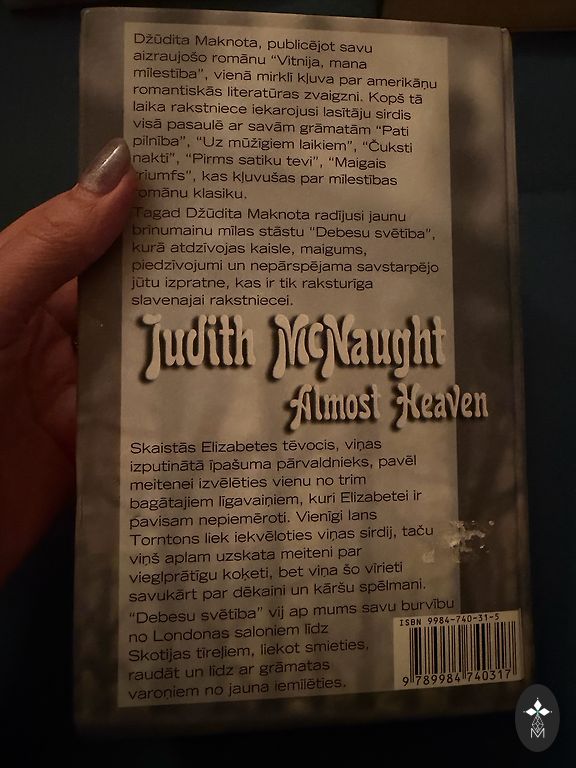 Džūdita Maknota, publicējot savu
aizraujošo romānu "Vitnija, mana
mīlestība", vienā mirklī kļuva par amerikāņu
romantiskās literatūras zvaigzni. Kopš tā
laika rakstniece iekarojusi lasītāju sirdis
visā pasaulē ar savām grāmatām "Pati
pilnība", "Uz mūžīgiem laikiem", "Čuksti
naktī", "Pirms satiku tevi", "Maigais
triumfs", kas kļuvušas par mīlestības
romānu klasiku.
Tagad Džūdita Maknota radījusi jaunu
brīnumainu mīlas stāstu "Debesu svētība",
kurā atdzīvojas kaisle, maigums,
piedzīvojumi un nepārspējama savstarpējo
jūtu izpratne, kas ir tik raksturīga
slavenajai rakstniecei.
Judith McNaught
Almost Heaven
Skaistās Elizabetes tēvocis, viņas
izputinātā īpašuma pārvaldnieks, pavēl
meitenei izvēlēties vienu no trim
bagātajiem līgavaiņiem, kuri Elizabetei ir
pavisam nepiemēroti. Vienīgi Ians
Torntons liek iekvēloties viņas sirdij, taču
viņš aplam uzskata meiteni par
vieglprātīgu koķeti, bet viņa šo vīrieti
savukārt par dēkaini un kāršu spēlmani.
"Debesu svētība" vij ap mums savu burvību
no Londonas saloniem līdz
Skotijas tīreļiem, liekot smieties,
raudāt un līdz ar grāmatas
varoņiem no jauna iemīlēties.
ISBN 9984-740-31-5
9 789984 740317
M